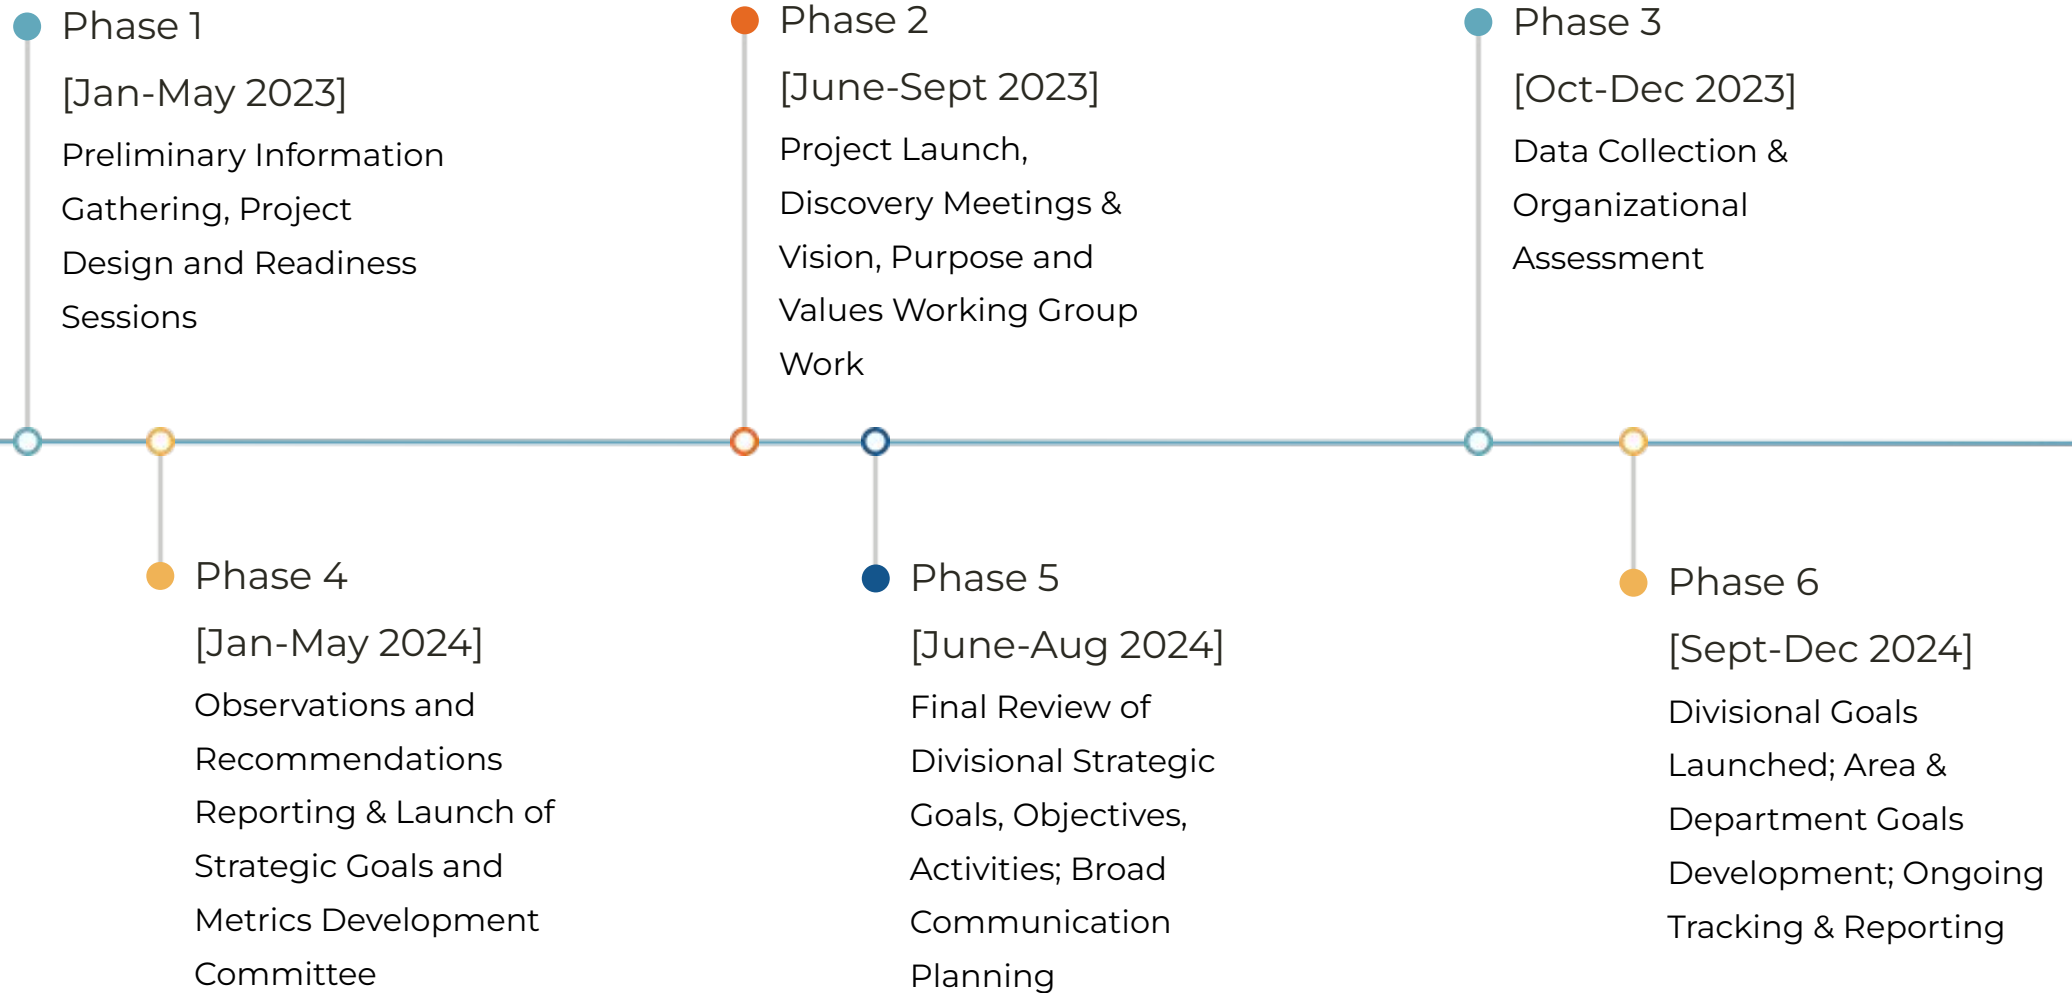 Phase 1
[Jan-May 2023]
Preliminary Information
Gathering, Project
Design and Readiness
Sessions
Phase 2
[June-Sept 2023]
Project Launch,
Discovery Meetings &
Vision, Purpose and
Values Working Group
Work
Phase 3
[Oct-Dec 2023]
Data Collection &
Organizational
Assessment
Phase 4
[Jan-May 2024]
Observations and
Recommendations
Reporting & Launch of
Strategic Goals and
Metrics Development
Committee
Phase 5
[June-Aug 2024]
Final Review of
Divisional Strategic
Goals, Objectives,
Activities; Broad
Communication
Planning
Phase 6
[Sept-Dec 2024]
Divisional Goals
Launched; Area &
Department Goals
Development; Ongoing
Tracking & Reporting